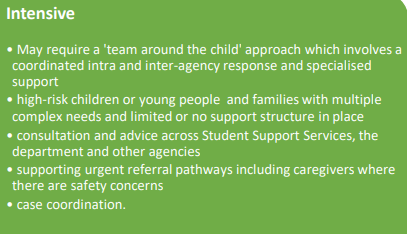 Intensive
• May require a 'team around the child' approach which involves a
coordinated intra and inter-agency response and specialised
support
• high-risk children or young people  and families with multiple
complex needs and limited or no support structure in place
• consultation and advice across Student Support Services, the
department and other agencies
• supporting urgent referral pathways including caregivers where
there are safety concerns
• case coordination.